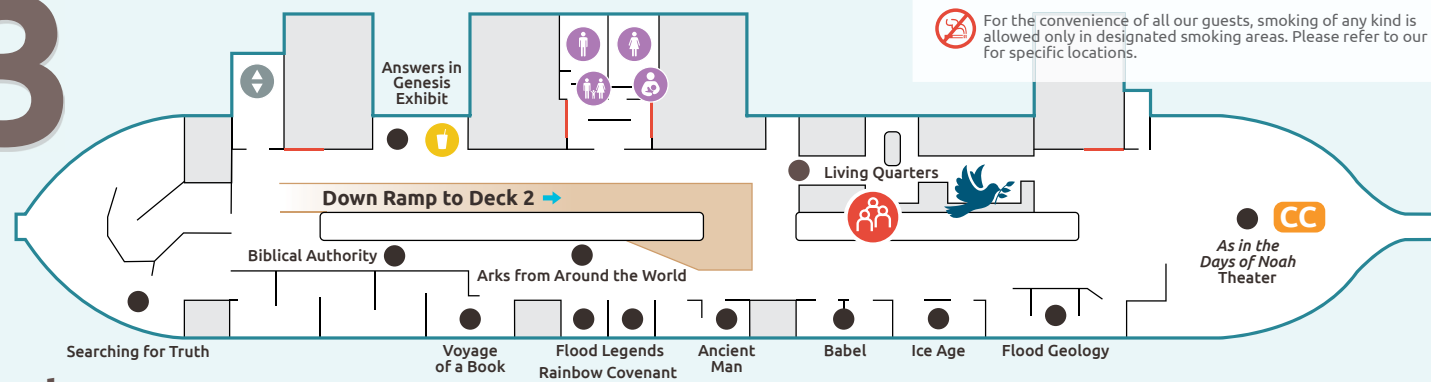 3
For the convenience of all our guests, smoking of any kind is
allowed only in designated smoking areas. Please refer to our
for specific locations.
Answers in
Genesis
Exhibit
Living Quarters
Down Ramp to Deck 2
CC
Biblical Authority
Arks from Around the World
As in the
Days of Noah
Theater
Searching for Truth
Voyage
of a Book
Flood Legends
Rainbow Covenant
Ancient
Man
Babel
Ice Age
Flood Geology